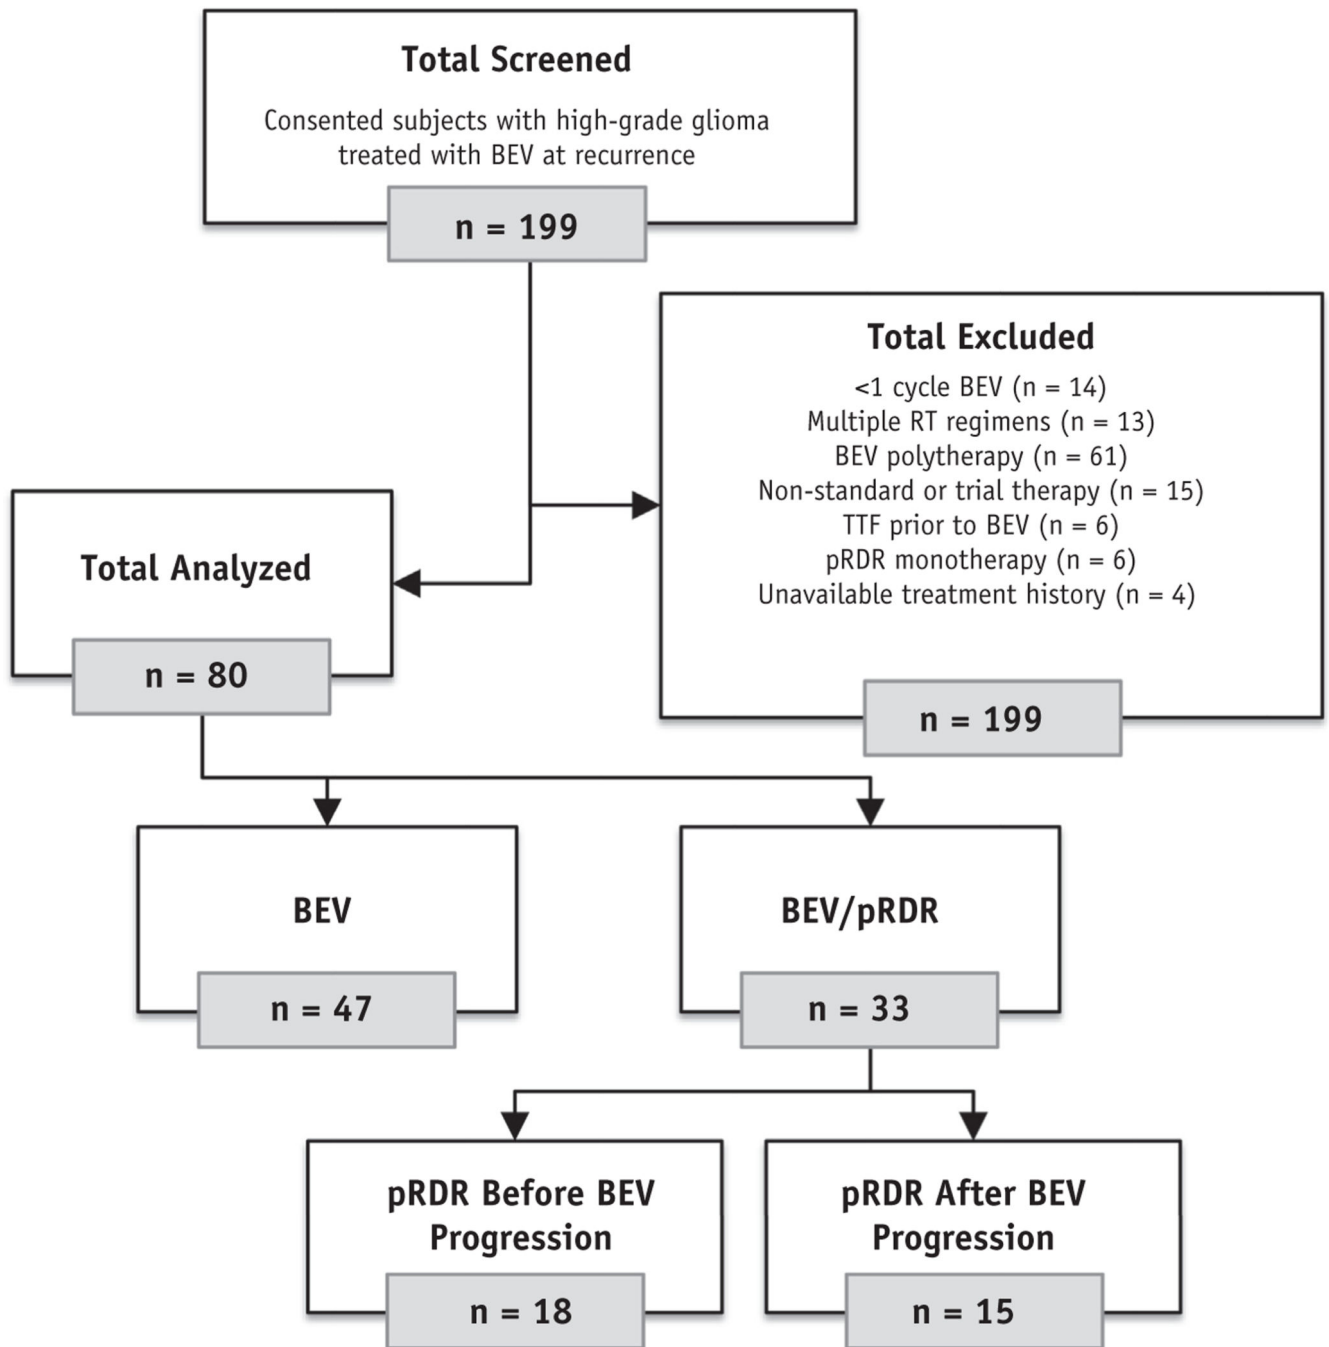 Total Screened
Consented subjects with high-grade glioma
treated with BEV at recurrence
n = 199
Total Excluded
<1 cycle BEV (n = 14)
Multiple RT regimens (n = 13)
BEV polytherapy (n = 61)
Non-standard or trial therapy (n = 15)
TTF prior to BEV (n = 6)
pRDR monotherapy (n = 6)
Unavailable treatment history (n = 4)
n = 199
Total Analyzed
n = 80
BEV
n = 47
BEV/pRDR
n = 33
pRDR Before BEV
Progression
n = 18
pRDR After BEV
Progression
n = 15